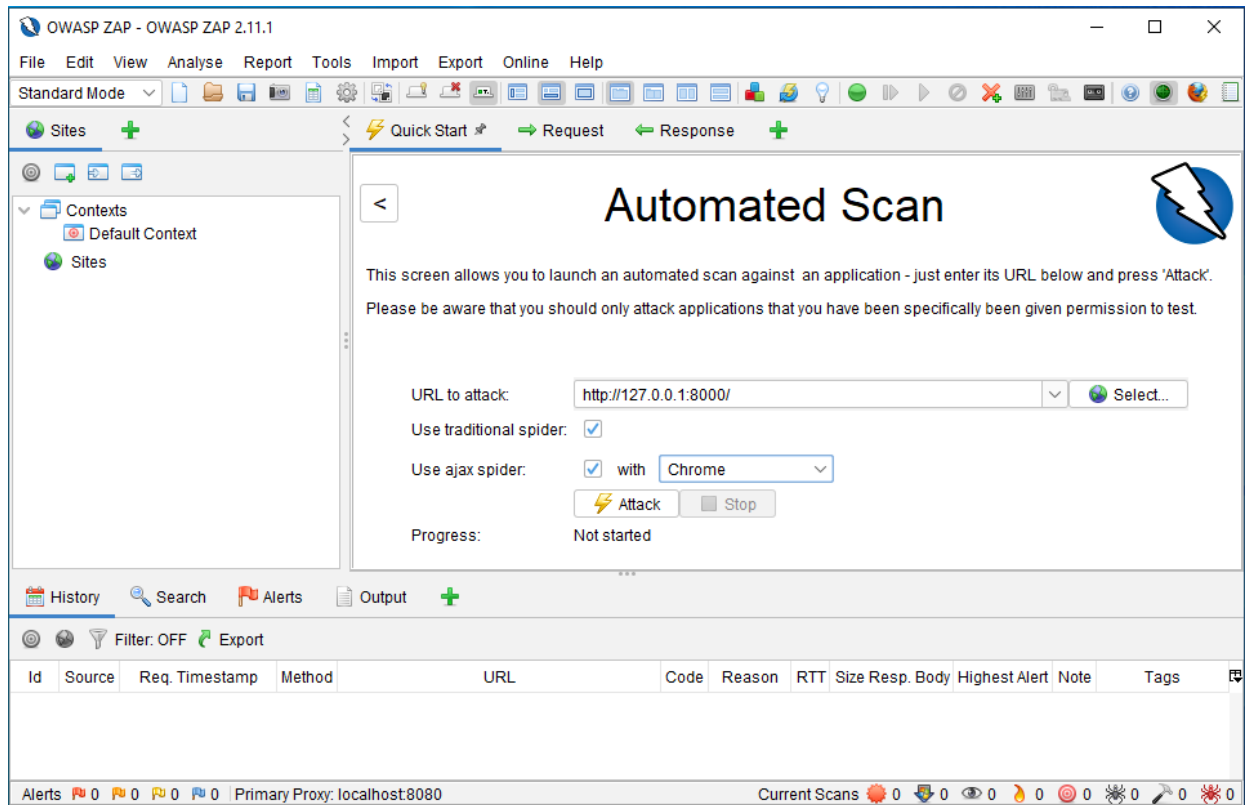 OWASP ZAP - OWASP ZAP 2.11.1
File Edit View Analyse Report Tools Import Export Online Help
Standard Mode
Sites
Quick Start Request Response
Contexts
Default Context
Sites
<
Automated Scan
This screen allows you to launch an automated scan against an application - just enter its URL below and press 'Attack'.
Please be aware that you should only attack applications that you have been specifically been given permission to test.
URL to attack: http://127.0.0.1:8000/ Select...
Use traditional spider:
Use ajax spider: with Chrome
Attack Stop
Progress: Not started
History Search Alerts Output
Filter: OFF Export
Id Source Req. Timestamp Method URL Code Reason RTT Size Resp. Body Highest Alert Note Tags
Alerts 0 0 0 0 Primary Proxy: localhost:8080 Current Scans 0 0 0 0 0 0 0 0